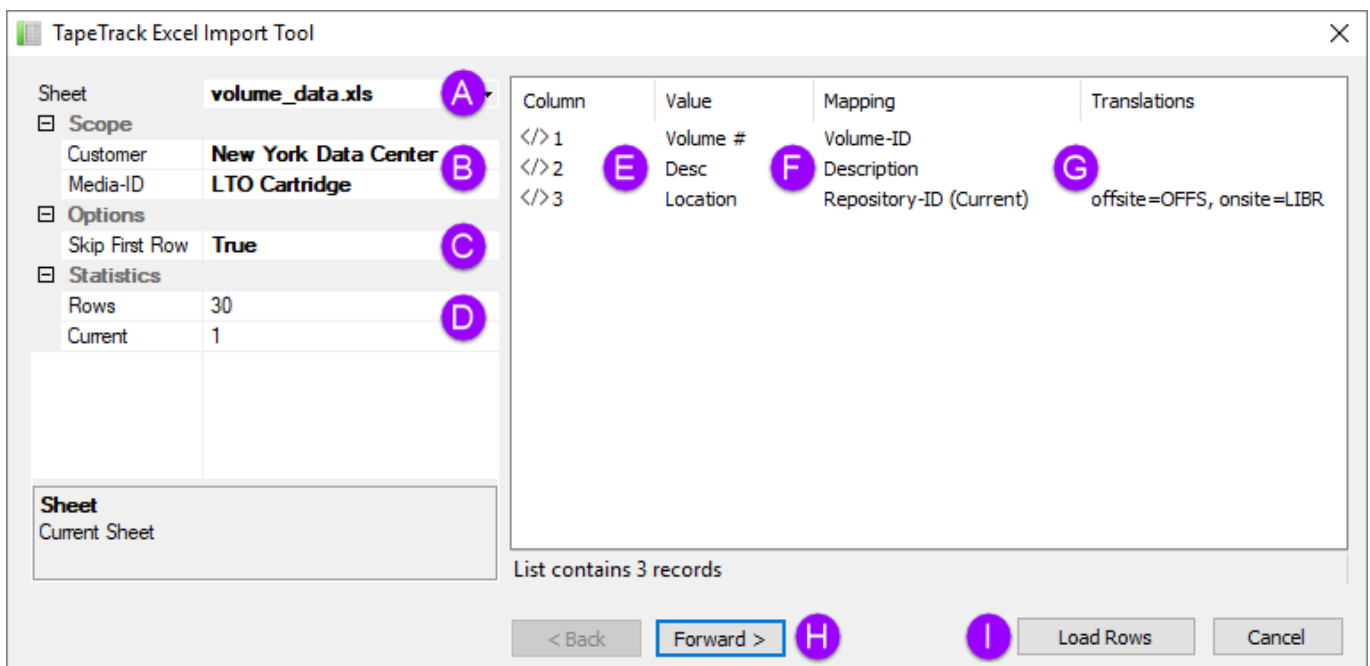 TapeTrack Excel Import Tool
Sheet volume_data.xls A
Scope
Customer New York Data Center
Media-ID LTO Cartridge
B
Options
Skip First Row True C
Statistics
Rows 30
Current 1
D
Sheet
Current Sheet
Column Value Mapping Translations
</>1 Volume # Volume-ID
</>2 E Desc F Description G
</>3 Location Repository-ID (Current) offsite=OFFS, onsite=LIBR
List contains 3 records
< Back Forward > H I Load Rows Cancel